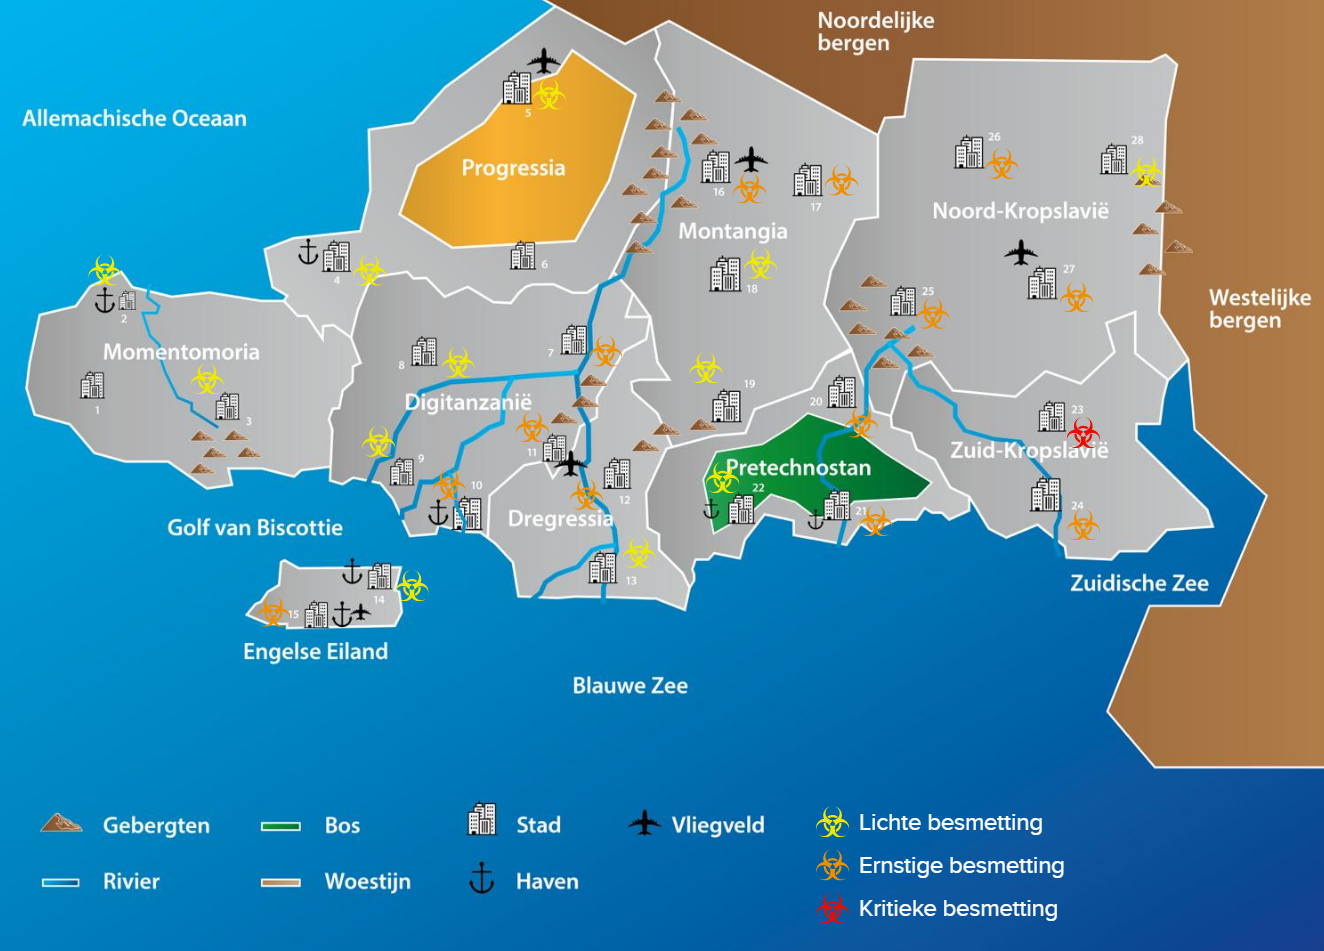 Noordelijke
bergen
Allemachische Oceaan
5
Progressia
26
28
16
17
Noord-Kropslavië
Montangia
4
6
27
18
2
25
Westelijke
bergen
Momentomoria
7
8
1
3
Digitanzanië
19
20
23
Zuid-Kropslavië
11
9
10
12
Pretechnostan
22
21
24
Golf van Biscottie
Dregressia
13
Zuidische Zee
14
15
Engelse Eiland
Blauwe Zee
Gebergten
Bos
Stad
Vliegveld
Lichte besmetting
Ernstige besmetting
Rivier
Woestijn
Haven
Kritieke besmetting